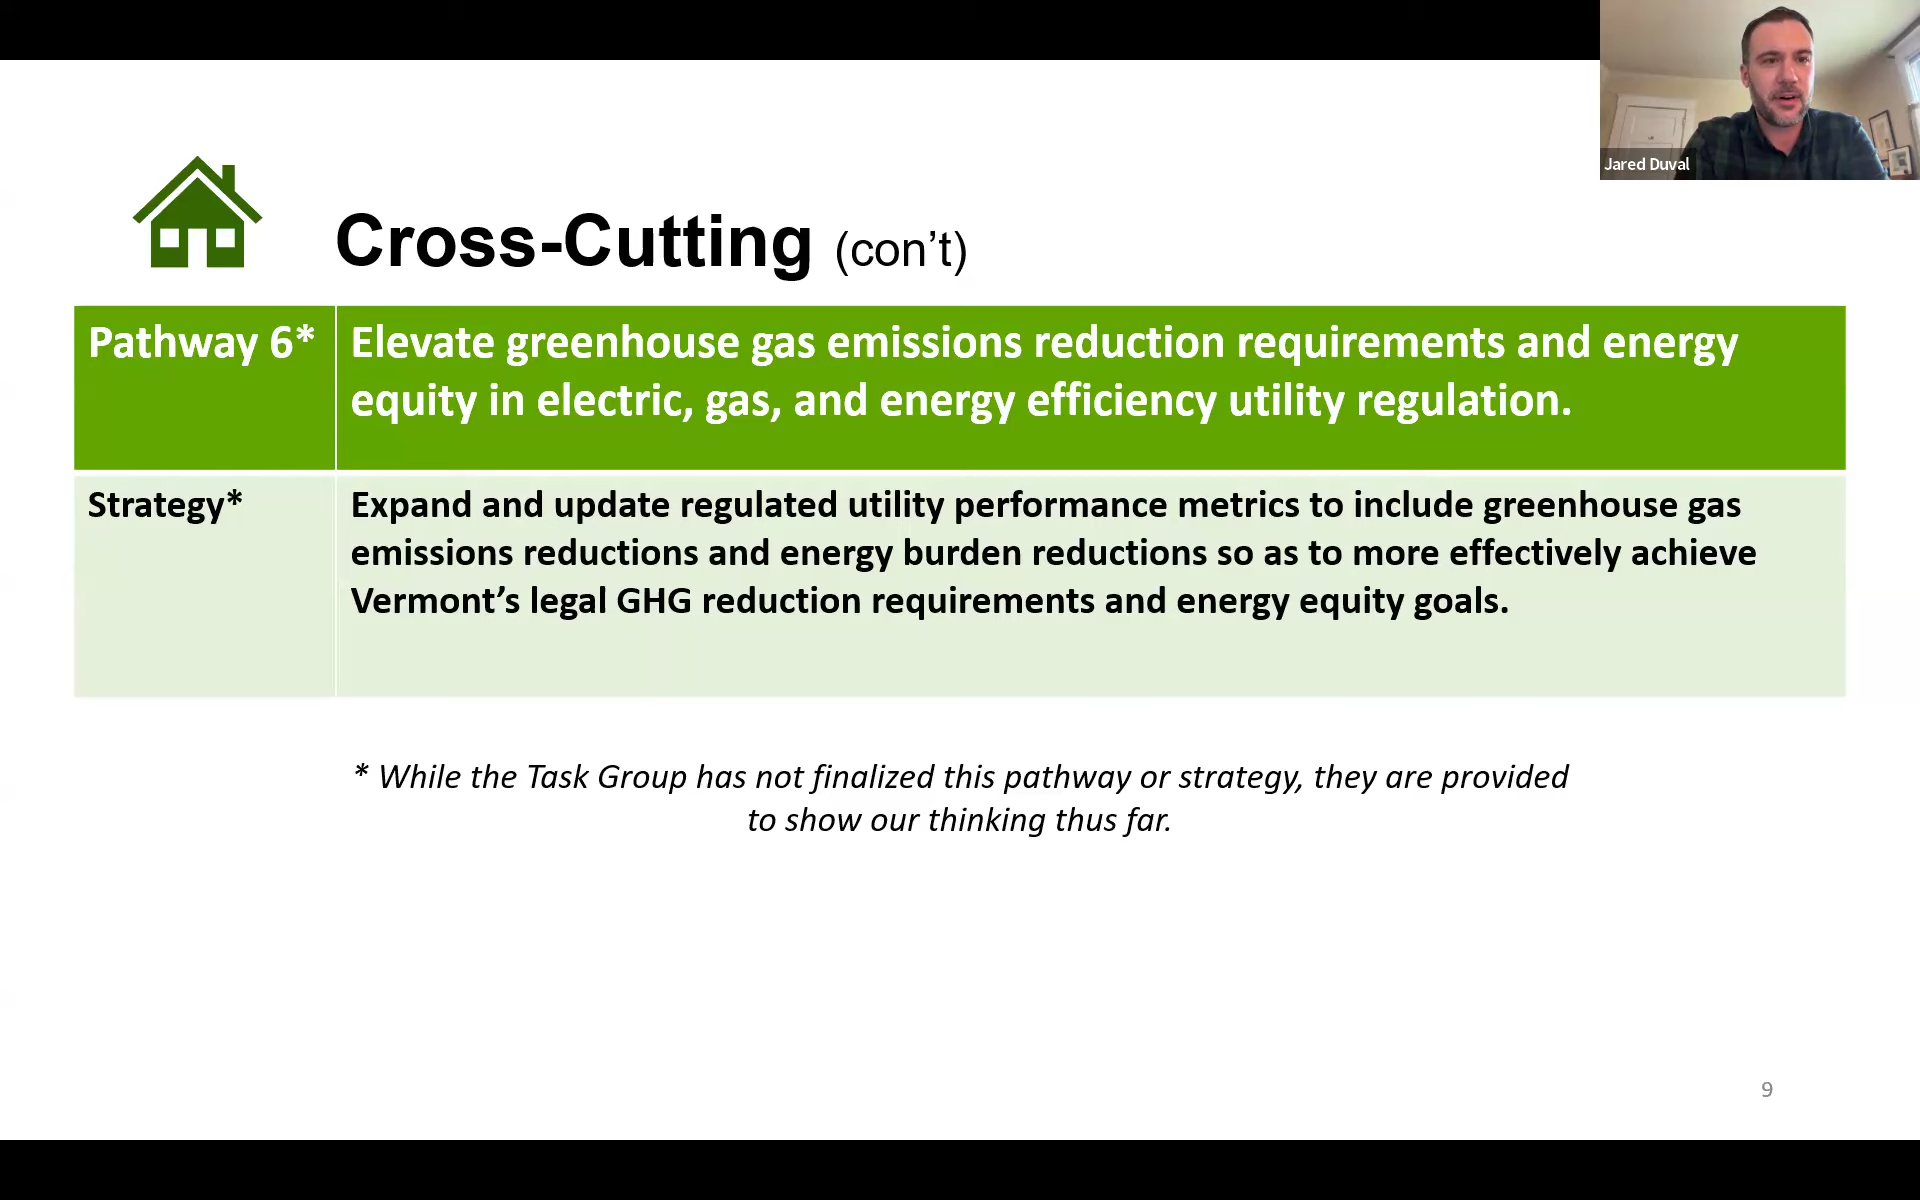 Jared Duval
Cross-Cutting (con’t)
Pathway 6*
Elevate greenhouse gas emissions reduction requirements and energy
equity in electric, gas, and energy efficiency utility regulation.
Strategy*
Expand and update regulated utility performance metrics to include greenhouse gas
emissions reductions and energy burden reductions so as to more effectively achieve
Vermont’s legal GHG reduction requirements and energy equity goals.
* While the Task Group has not finalized this pathway or strategy, they are provided
to show our thinking thus far.
9